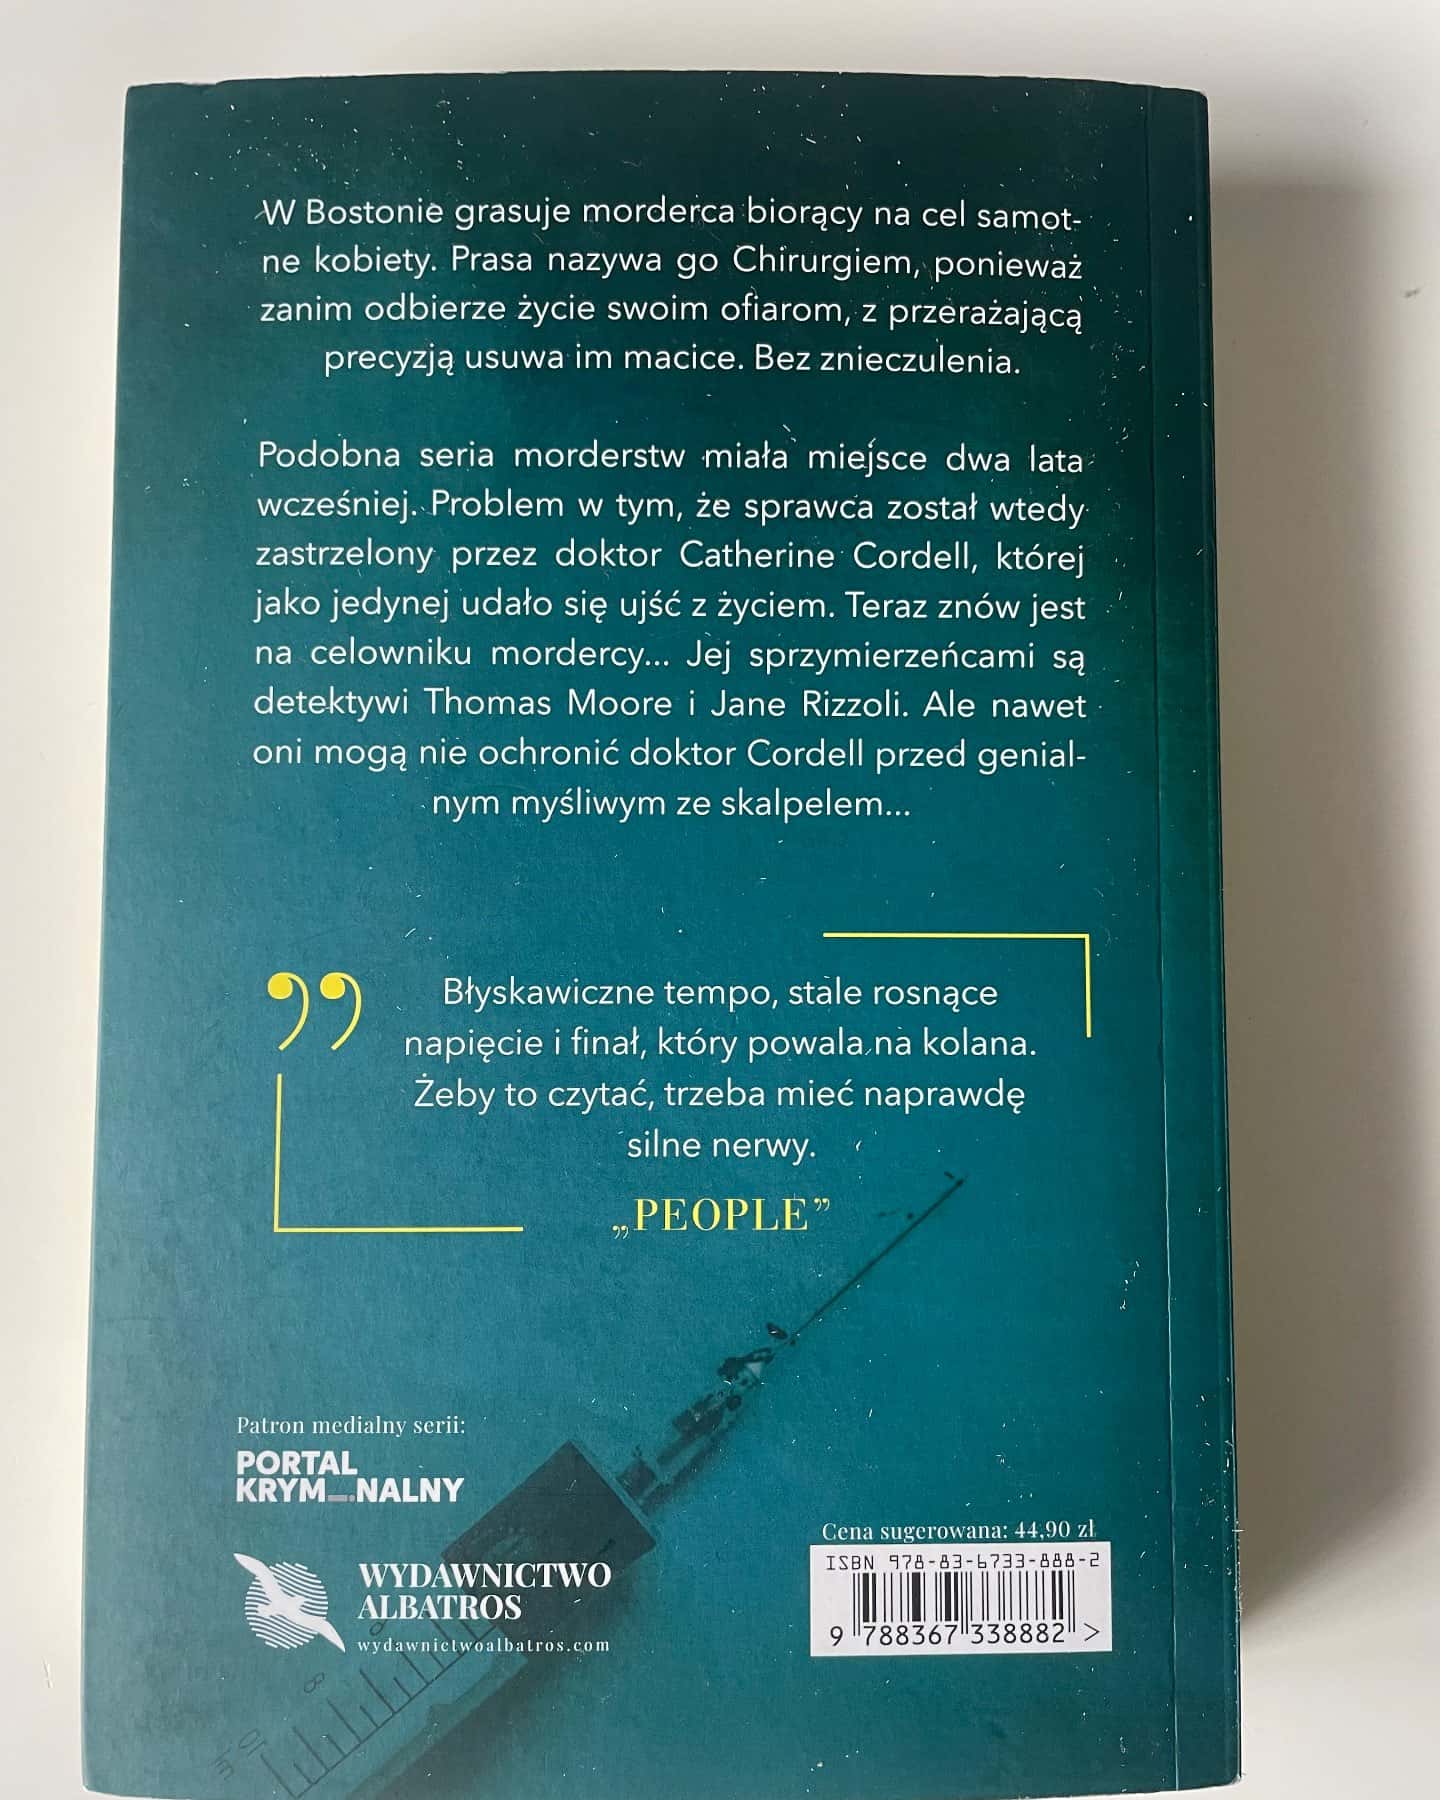 W Bostonie grasuje morderca biorący na cel samot-
ne kobiety. Prasa nazywa go Chirurgiem, ponieważ
zanim odbierze życie swoim ofiarom, z przerażającą
precyzją usuwa im macice. Bez znieczulenia.
Podobna seria morderstw miała miejsce dwa lata
wcześniej. Problem w tym, że sprawca został wtedy
zastrzelony przez doktor Catherine Cordell, której
jako jedynej udało się ujść z życiem. Teraz znów jest
na celowniku mordercy... Jej sprzymierzeńcami są
detektywi Thomas Moore i Jane Rizzoli. Ale nawet
oni mogą nie ochronić doktor Cordell przed genial-
nym myśliwym ze skalpelem...
”
Błyskawiczne tempo, stale rosnące
napięcie i finał, który powala na kolana.
Żeby to czytać, trzeba mieć naprawdę
silne nerwy.
„PEOPLE”
Patron medialny serii:
PORTAL
KRYM_.NALNY
WYDAWNICTWO
ALBATROS
wydawnictwoalbatros.com
Cena sugerowana: 44,90 zł
ISBN 978-83-6733-888-2
9 788367 338882 >
8
10
ml